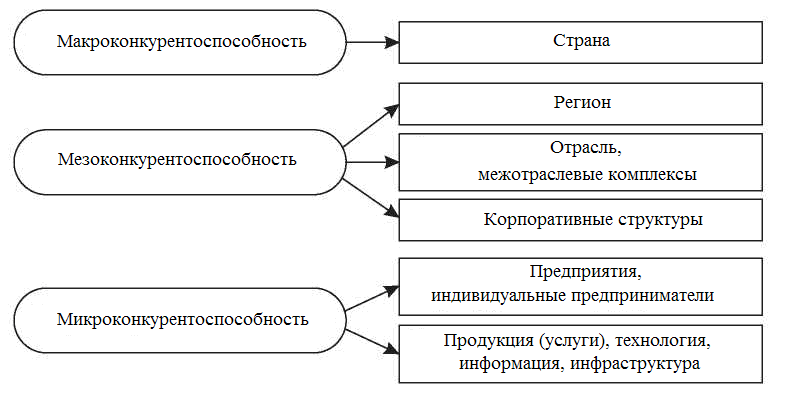 Макроконкурентоспособность
Страна
Мезоконкурентоспособность
Регион
Отрасль,
межотраслевые комплексы
Корпоративные структуры
Микроконкурентоспособность
Предприятия,
индивидуальные предприниматели
Продукция (услуги), технология,
информация, инфраструктура